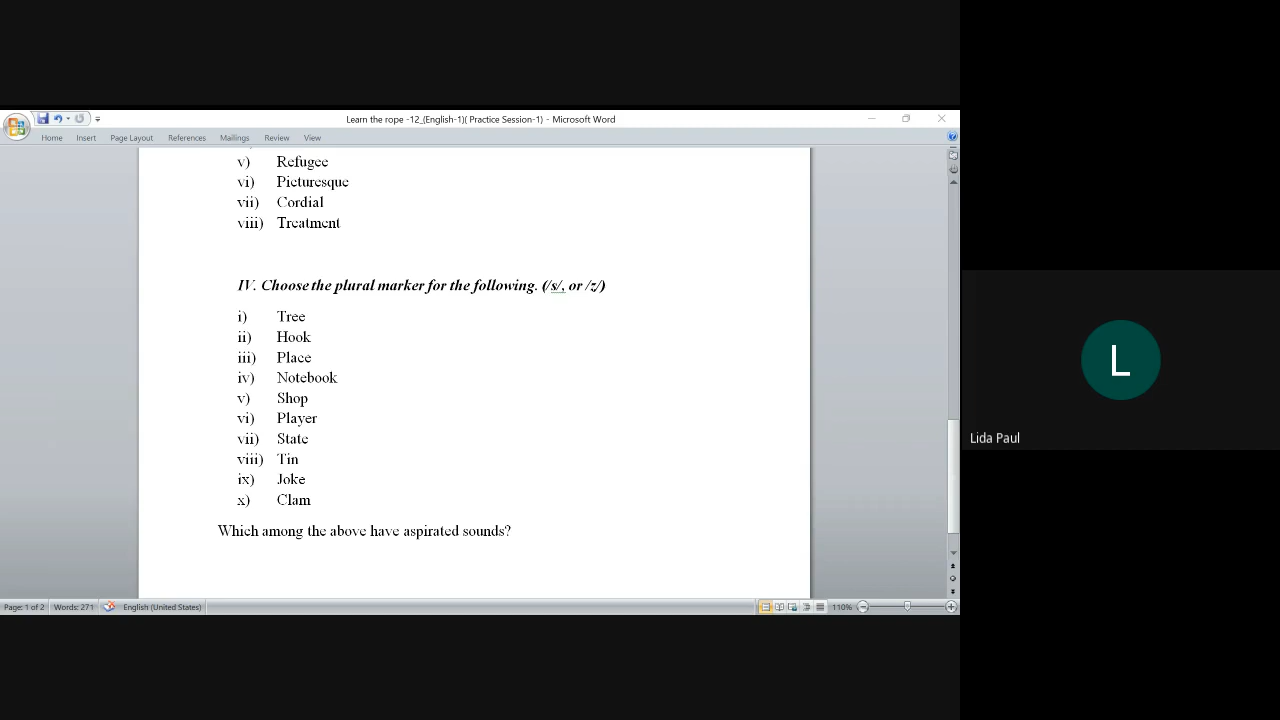 Learn the rope -12_(English-1)( Practice Session-1) - Microsoft Word
Home Insert Page Layout References Mailings Review View
v) Refugee
vi) Picturesque
vii) Cordial
viii) Treatment
IV. Choose the plural marker for the following. (/s/, or /z/)
i) Tree
ii) Hook
iii) Place
iv) Notebook
v) Shop
vi) Player
vii) State
viii) Tin
ix) Joke
x) Clam
Which among the above have aspirated sounds?
Page: 1 of 2 Words: 271 English (United States) 110%
L
Lida Paul